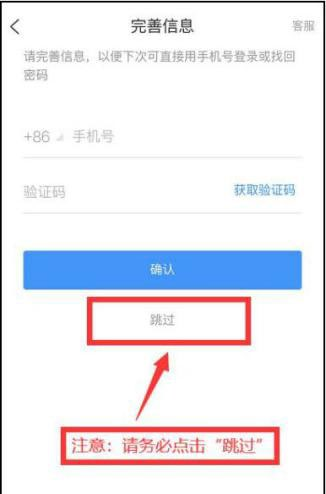 完善信息
客服
请完善信息，以便下次可直接用手机号登录或找回
密码
+86 手机号
验证码
获取验证码
确认
跳过
注意：请务必点击“跳过”